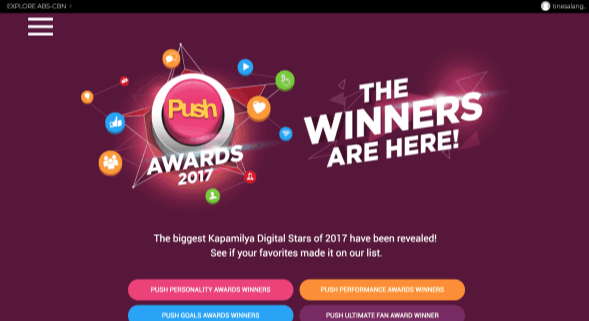 EXPLORE ABS-CBN
tinesalang.
Push
AWARDS
2017
THE
WINNERS
ARE HERE!
The biggest Kapamilya Digital Stars of 2017 have been revealed!
See if your favorites made it on our list.
PUSH PERSONALITY AWARDS WINNERS
PUSH PERFORMANCE AWARDS WINNERS
PUSH GOALS AWARDS WINNERS
PUSH ULTIMATE FAN AWARD WINNER